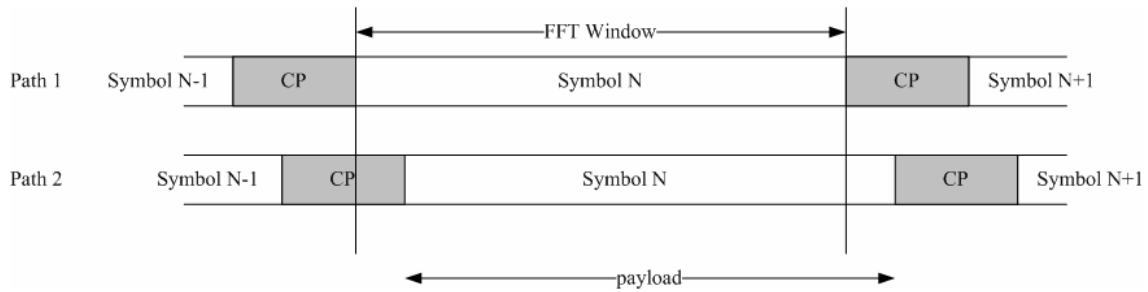 FFT Window
Path 1 Symbol N-1 CP Symbol N CP Symbol N+1
Path 2 Symbol N-1 CP Symbol N CP Symbol N+1
payload